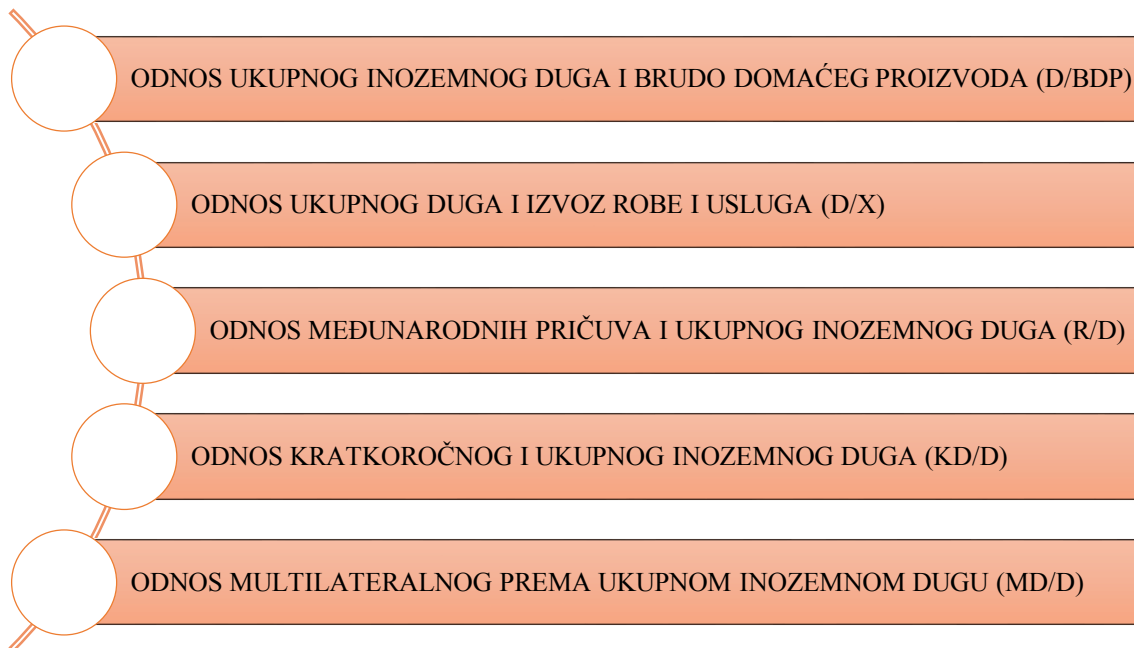 ODNOS UKUPNOG INOZEMNOG DUGA I BRUDO DOMAĆEG PROIZVODA (D/BDP)
ODNOS UKUPNOG DUGA I IZVOZ ROBE I USLUGA (D/X)
ODNOS MEĐUNARODNIH PRIČUVA I UKUPNOG INOZEMNOG DUGA (R/D)
ODNOS KRATKOROČNOG I UKUPNOG INOZEMNOG DUGA (KD/D)
ODNOS MULTILATERALNOG PREMA UKUPNOM INOZEMNOM DUGU (MD/D)